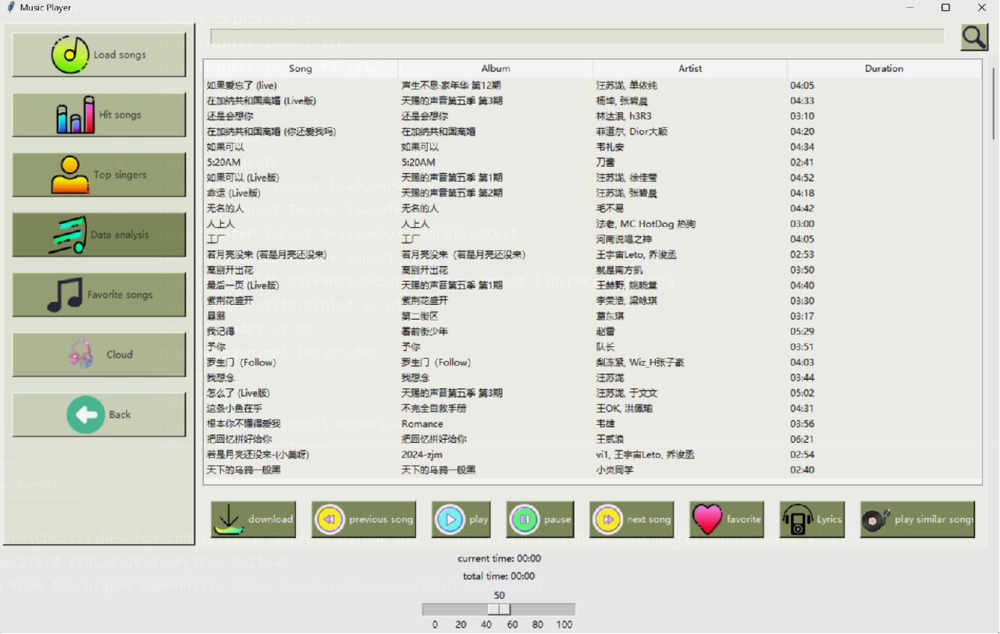 Music Player
import tkinter as tk
Load songs
Hit songs
Top singers
Data analysis
Favorite songs
Cloud
Back
Song Album Artist Duration
如果爱忘了 (live) 声生不息·家年华 第12期 汪苏泷, 单依纯 04:05
在加纳共和国离婚 (Live版) 天赐的声音第五季 第3期 杨坤, 张碧晨 04:33
还是会想你 还是会想你 林达浪, h3R3 03:10
在加纳共和国离婚 (你还爱我吗) 在加纳共和国离婚 菲道尔, Dior大颖 04:20
如果可以 如果可以 韦礼安 04:34
5:20AM 5:20AM 刀酱 02:41
如果可以 (Live版) 天赐的声音第五季 第1期 汪苏泷, 徐佳莹 04:52
命运 (Live版) 天赐的声音第五季 第2期 汪苏泷, 张碧晨 04:18
无名的人 无名的人 毛不易 04:42
人上人 人上人 法老, MC HotDog 热狗 03:00
工厂 工厂 河南说唱之神 04:05
若月亮没来 (若是月亮还没来) 若月亮没来（若是月亮还没来） 王宇宙Leto, 乔浚丞 02:53
离别开出花 离别开出花 就是南方凯 03:50
最后一页 (Live版) 天赐的声音第五季 第1期 王赫野, 姚晓棠 04:40
紫荆花盛开 紫荆花盛开 李荣浩, 梁咏琪 03:30
悬溺 第二街区 葛东琪 03:17
我记得 署前街少年 赵雷 05:29
予你 予你 队长 03:51
罗生门（Follow） 罗生门（Follow） 梨冻紧, Wiz_H张子豪 04:03
我想念 我想念 汪苏泷 03:44
怎么了 (Live版) 天赐的声音第五季 第3期 汪苏泷, 于文文 05:02
这条小鱼在乎 不完全自救手册 王OK, 洪佩瑜 04:31
根本你不懂得爱我 Romance 韦雄 03:56
把回忆拼好给你 把回忆拼好给你 王贰浪 06:21
若是月亮还没来-(小美呀) 2024-zjm vi1, 王宇宙Leto, 乔浚丞 02:54
天下的乌鸦一般黑 天下的乌鸦一般黑 小炎同学 02:40
download previous song play pause next song favorite Lyrics play similar songs
2.5.2 (SDL 2.28.3, Python 3.11.4)
from the pygame community.
current time: 00:00
total time: 00:00
50
0 20 40 60 80 100